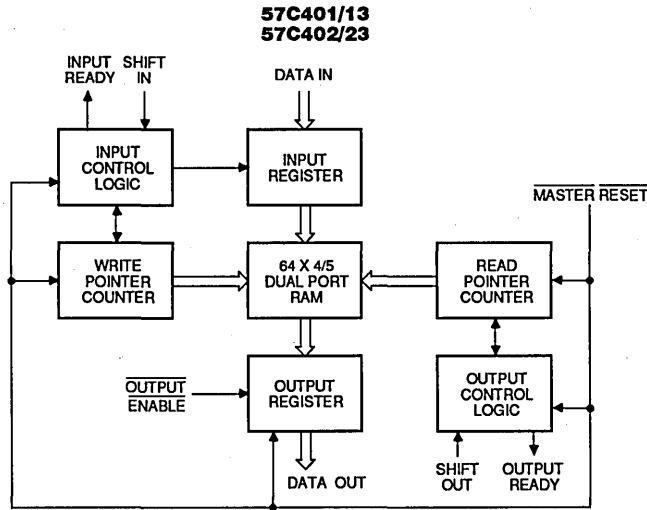 57C401/13
57C402/23
INPUT READY
SHIFT IN
DATA IN
INPUT CONTROL LOGIC
INPUT REGISTER
MASTER RESET
WRITE POINTER COUNTER
64 X 4/5 DUAL PORT RAM
READ POINTER COUNTER
OUTPUT ENABLE
OUTPUT REGISTER
OUTPUT CONTROL LOGIC
DATA OUT
SHIFT OUT
OUTPUT READY